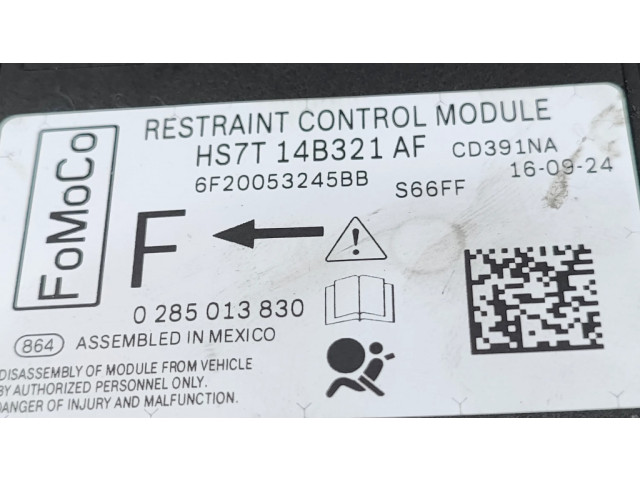 FoMoCo
RESTRAINT CONTROL MODULE
HS7T 14B321 AF CD391NA
6F20053245BB S66FF 16-09-24
F
0 285 013 830
864 ASSEMBLED IN MEXICO
DISASSEMBLY OF MODULE FROM VEHICLE
BY AUTHORIZED PERSONNEL ONLY.
DANGER OF INJURY AND MALFUNCTION.